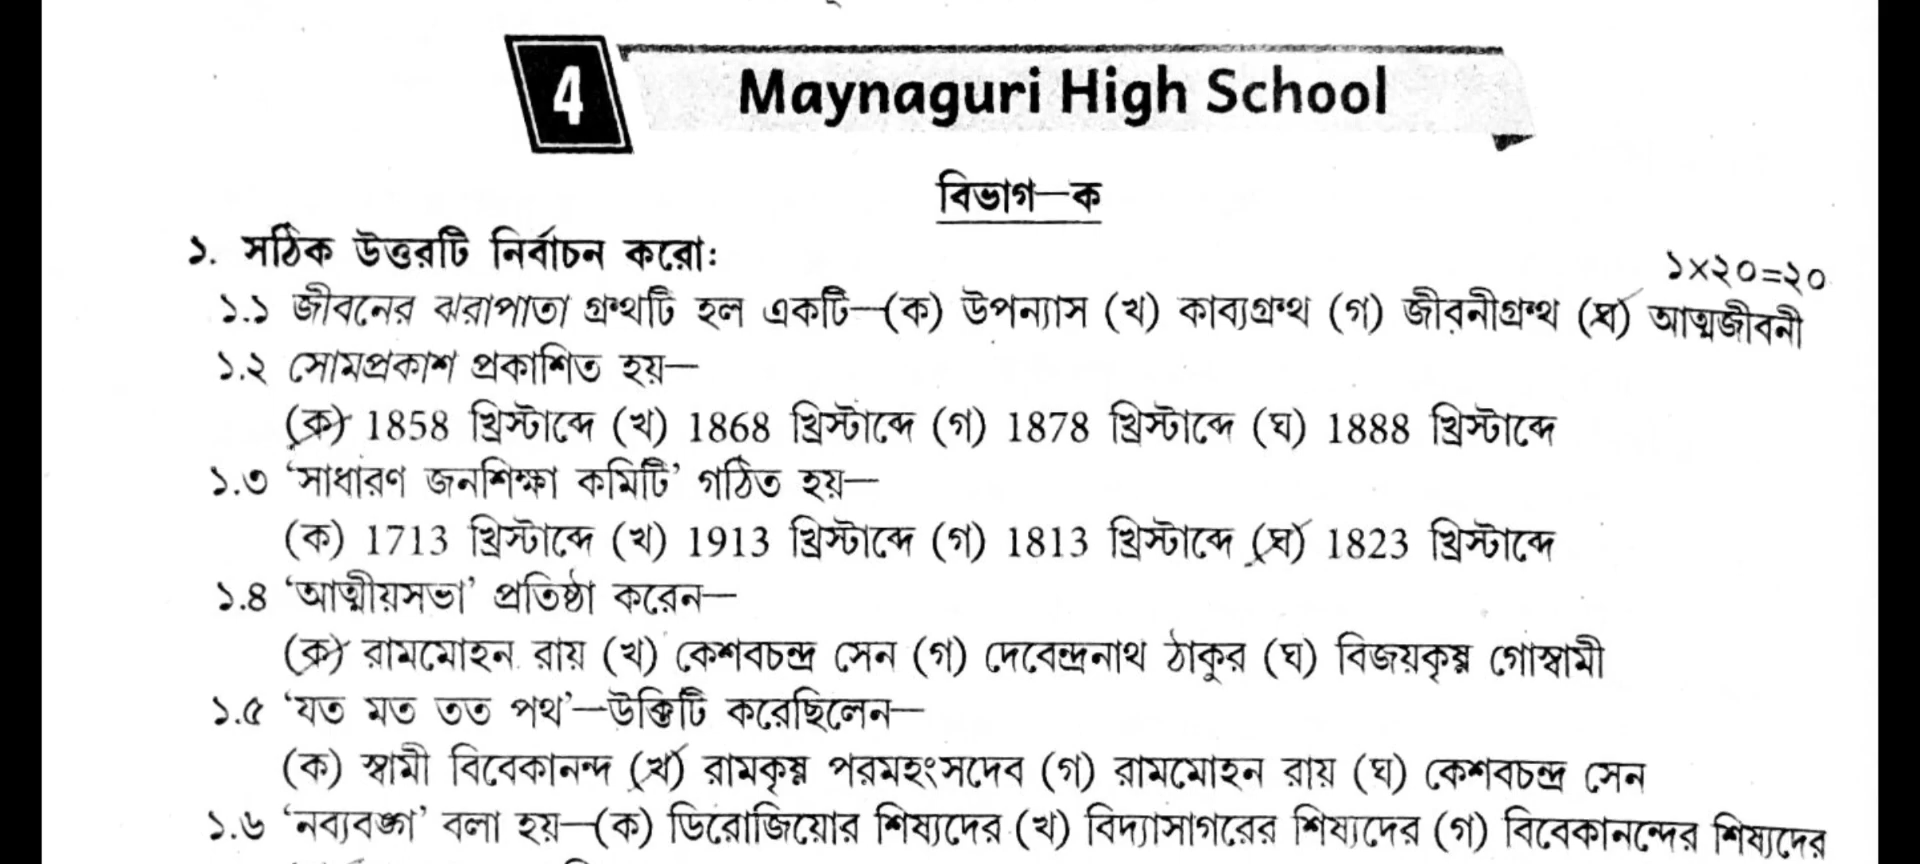 4 Maynaguri High School
বিভাগ—ক
১. সঠিক উত্তরটি নির্বাচন করো:
১×২০=২০
১.১ জীবনের ঝরাপাতা গ্রন্থটি হল একটি—(ক) উপন্যাস (খ) কাব্যগ্রন্থ (গ) জীবনীগ্রন্থ (ঘ) আত্মজীবনী
১.২ সোমপ্রকাশ প্রকাশিত হয়—
(ক) 1858 খ্রিস্টাব্দে (খ) 1868 খ্রিস্টাব্দে (গ) 1878 খ্রিস্টাব্দে (ঘ) 1888 খ্রিস্টাব্দে
১.৩ ‘সাধারণ জনশিক্ষা কমিটি’ গঠিত হয়—
(ক) 1713 খ্রিস্টাব্দে (খ) 1913 খ্রিস্টাব্দে (গ) 1813 খ্রিস্টাব্দে (ঘ) 1823 খ্রিস্টাব্দে
১.৪ ‘আত্মীয়সভা’ প্রতিষ্ঠা করেন—
(ক) রামমোহন রায় (খ) কেশবচন্দ্র সেন (গ) দেবেন্দ্রনাথ ঠাকুর (ঘ) বিজয়কৃষ্ণ গোস্বামী
১.৫ ‘যত মত তত পথ’—উক্তিটি করেছিলেন—
(ক) স্বামী বিবেকানন্দ (খ) রামকৃষ্ণ পরমহংসদেব (গ) রামমোহন রায় (ঘ) কেশবচন্দ্র সেন
১.৬ ‘নব্যবঙ্গ’ বলা হয়—(ক) ডিরোজিয়োর শিষ্যদের (খ) বিদ্যাসাগরের শিষ্যদের (গ) বিবেকানন্দের শিষ্যদের